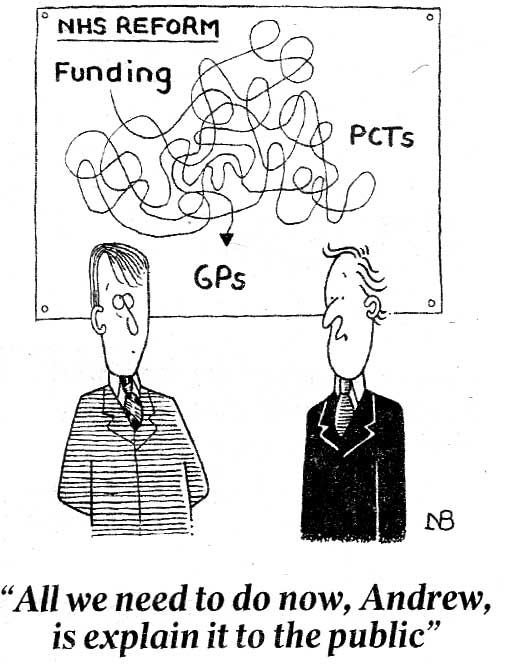 NHS REFORM
Funding
PCTs
GPs
NB
“All we need to do now, Andrew,
is explain it to the public”